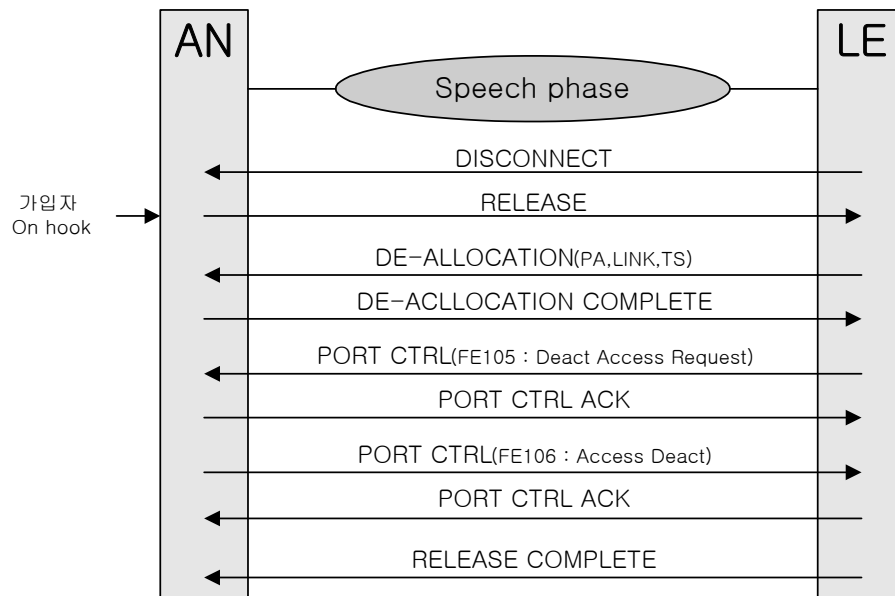 AN
LE
Speech phase
DISCONNECT
가입자
On hook
RELEASE
DE-ALLOCATION(PA,LINK,TS)
DE-ACLLOCATION COMPLETE
PORT CTRL(FE105 : Deact Access Request)
PORT CTRL ACK
PORT CTRL(FE106 : Access Deact)
PORT CTRL ACK
RELEASE COMPLETE